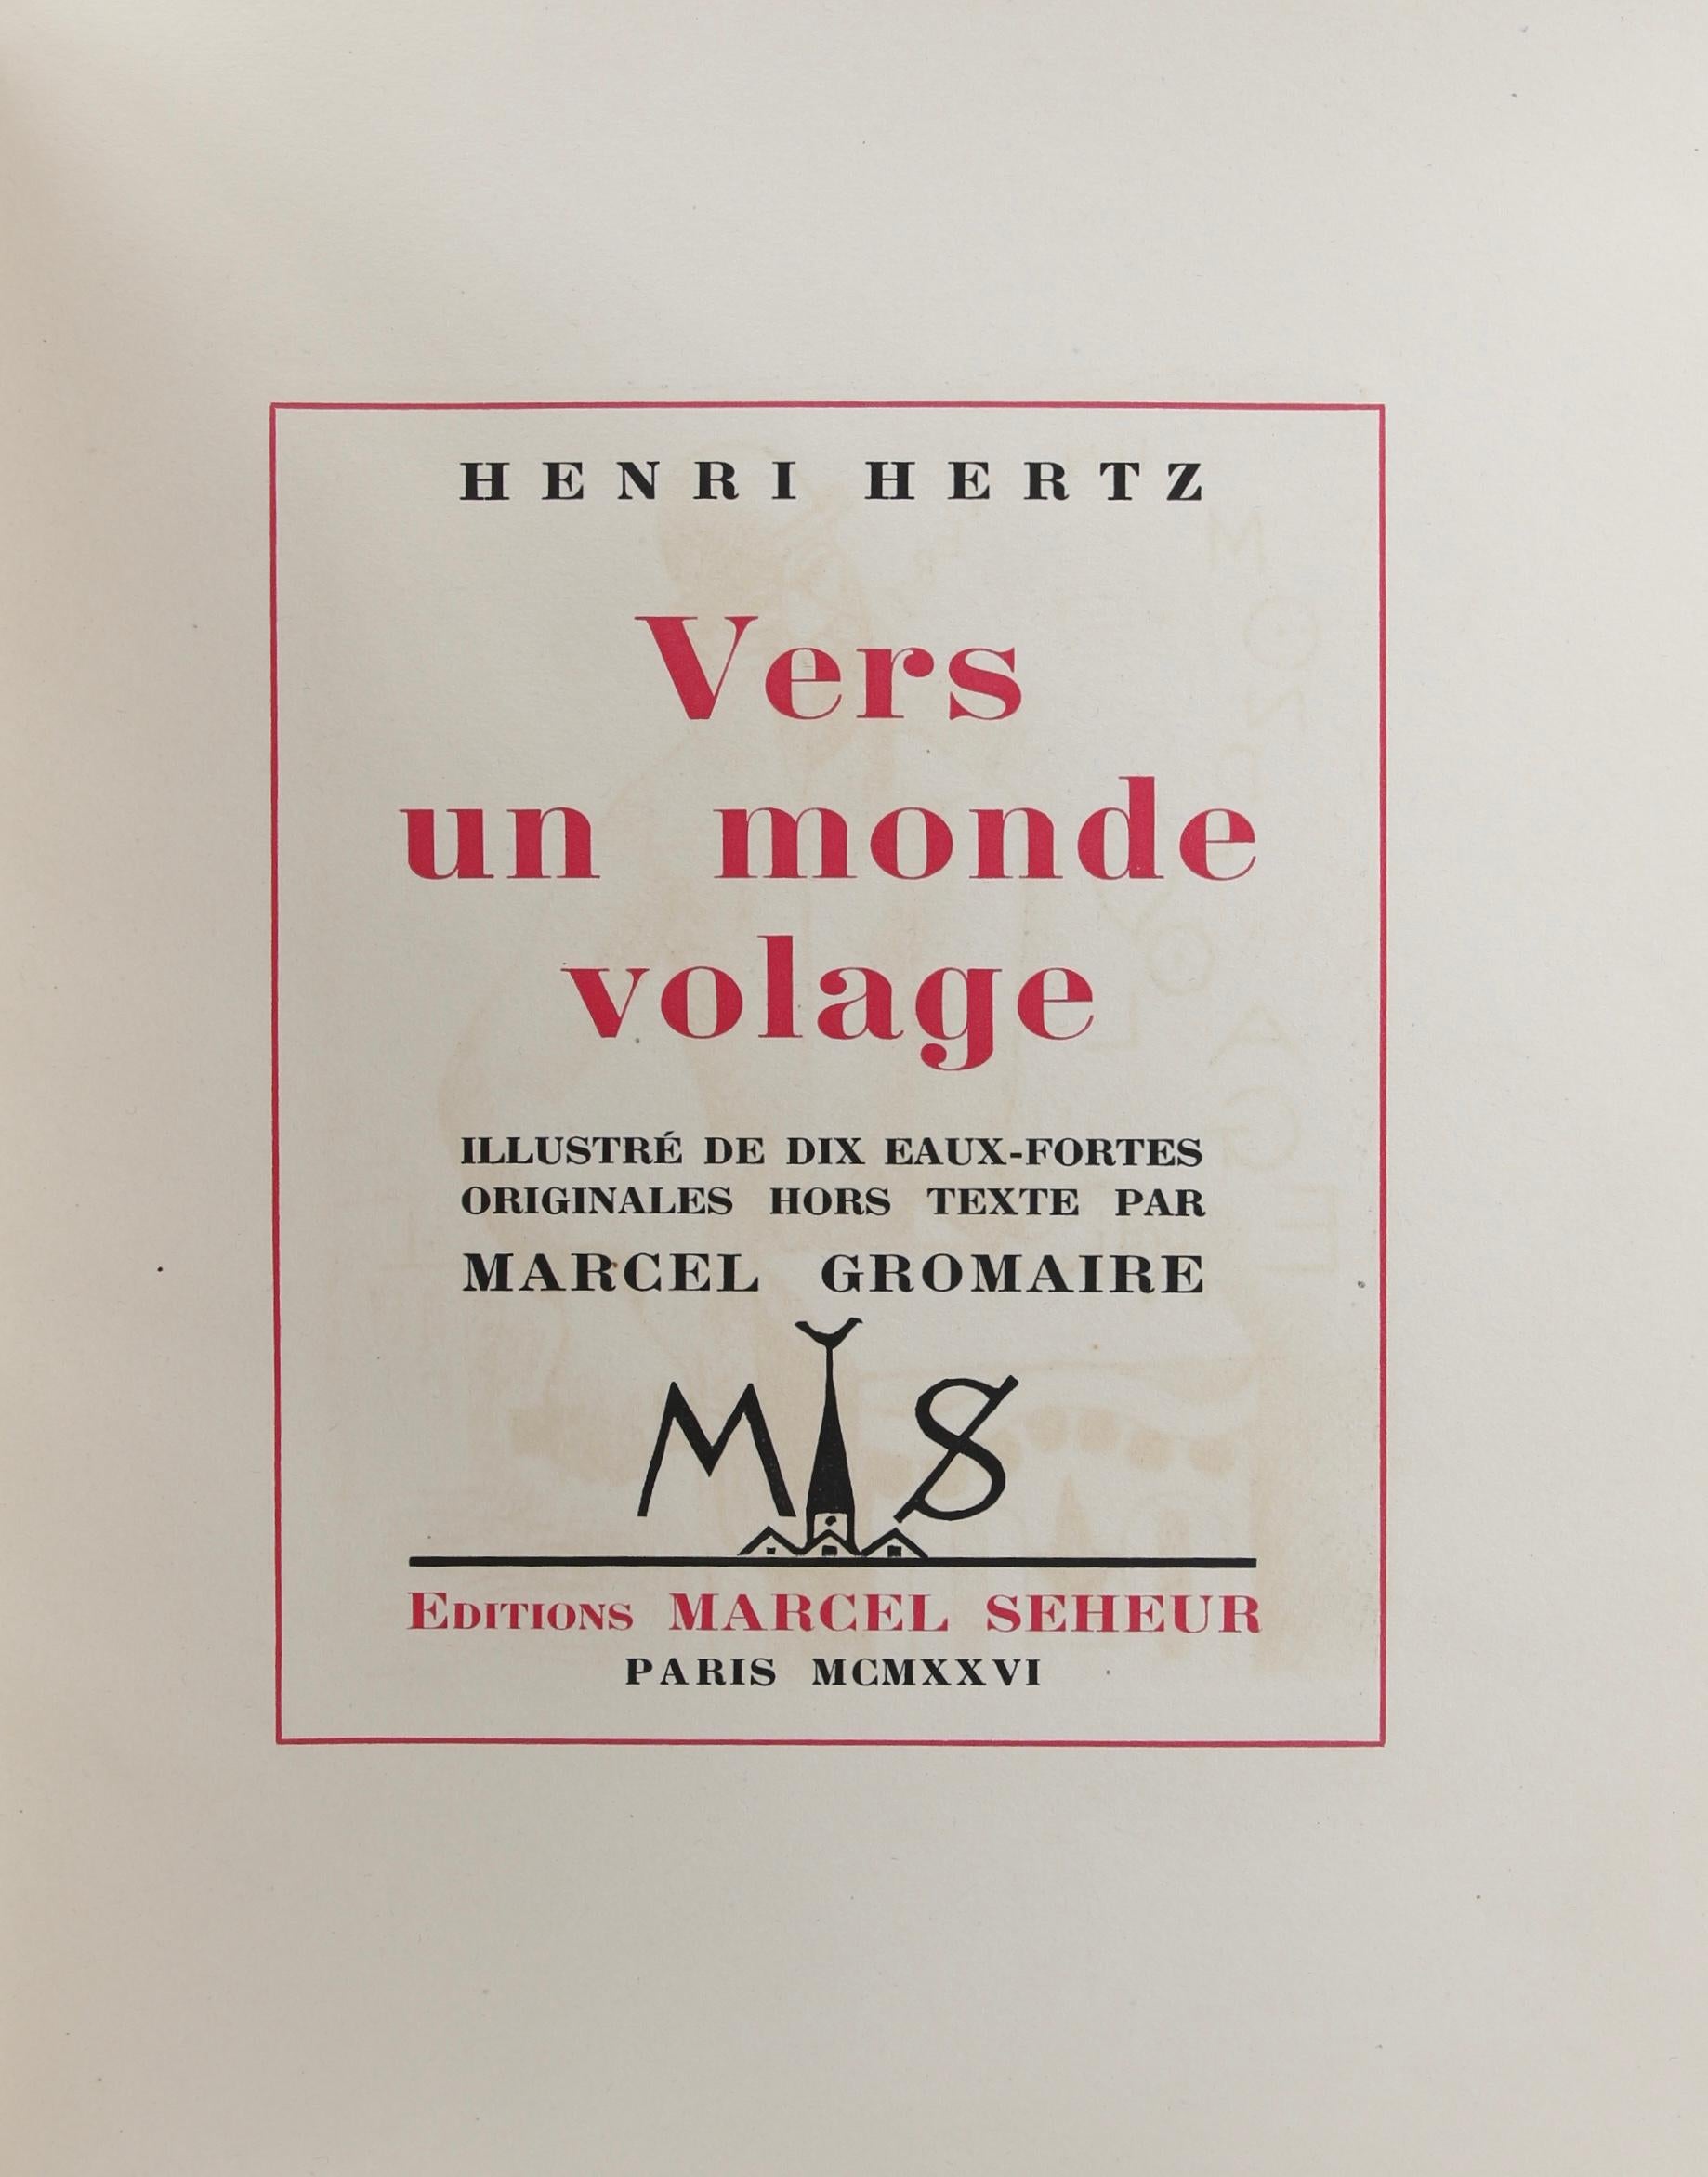 HENRI HERTZ
Vers
un monde
volage
ILLUSTRÉ DE DIX EAUX-FORTES
ORIGINALES HORS TEXTE PAR
MARCEL GROMAIRE
MS
EDITIONS MARCEL SEHEUR
PARIS MCMXXVI